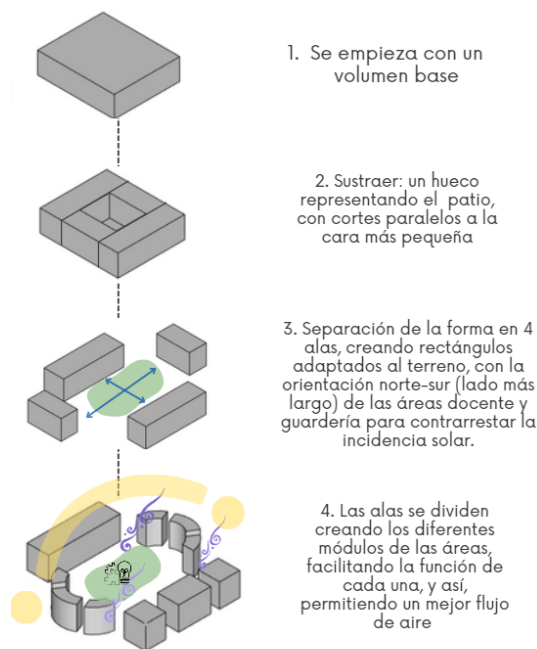 1. Se empieza con un
volumen base
2. Sustraer: un hueco
representando el patio,
con cortes paralelos a la
cara más pequeña
3. Separación de la forma en 4
alas, creando rectángulos
adaptados al terreno, con la
orientación norte-sur (lado más
largo) de las áreas docente y
guardería para contrarrestar la
incidencia solar.
4. Las alas se dividen
creando los diferentes
módulos de las áreas,
facilitando la función de
cada una, y así,
permitiendo un mejor flujo
de aire